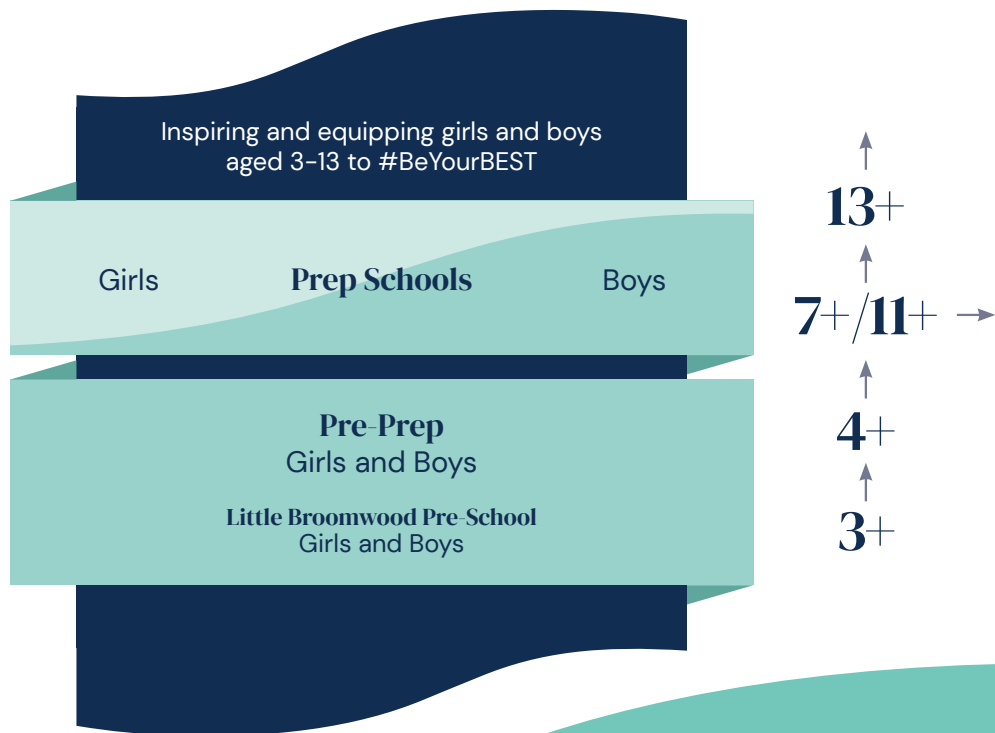 Inspiring and equipping girls and boys
aged 3-13 to #BeYourBEST
Girls Prep Schools Boys
Pre-Prep
Girls and Boys
Little Broomwood Pre-School
Girls and Boys
13+
7+/11+
4+
3+